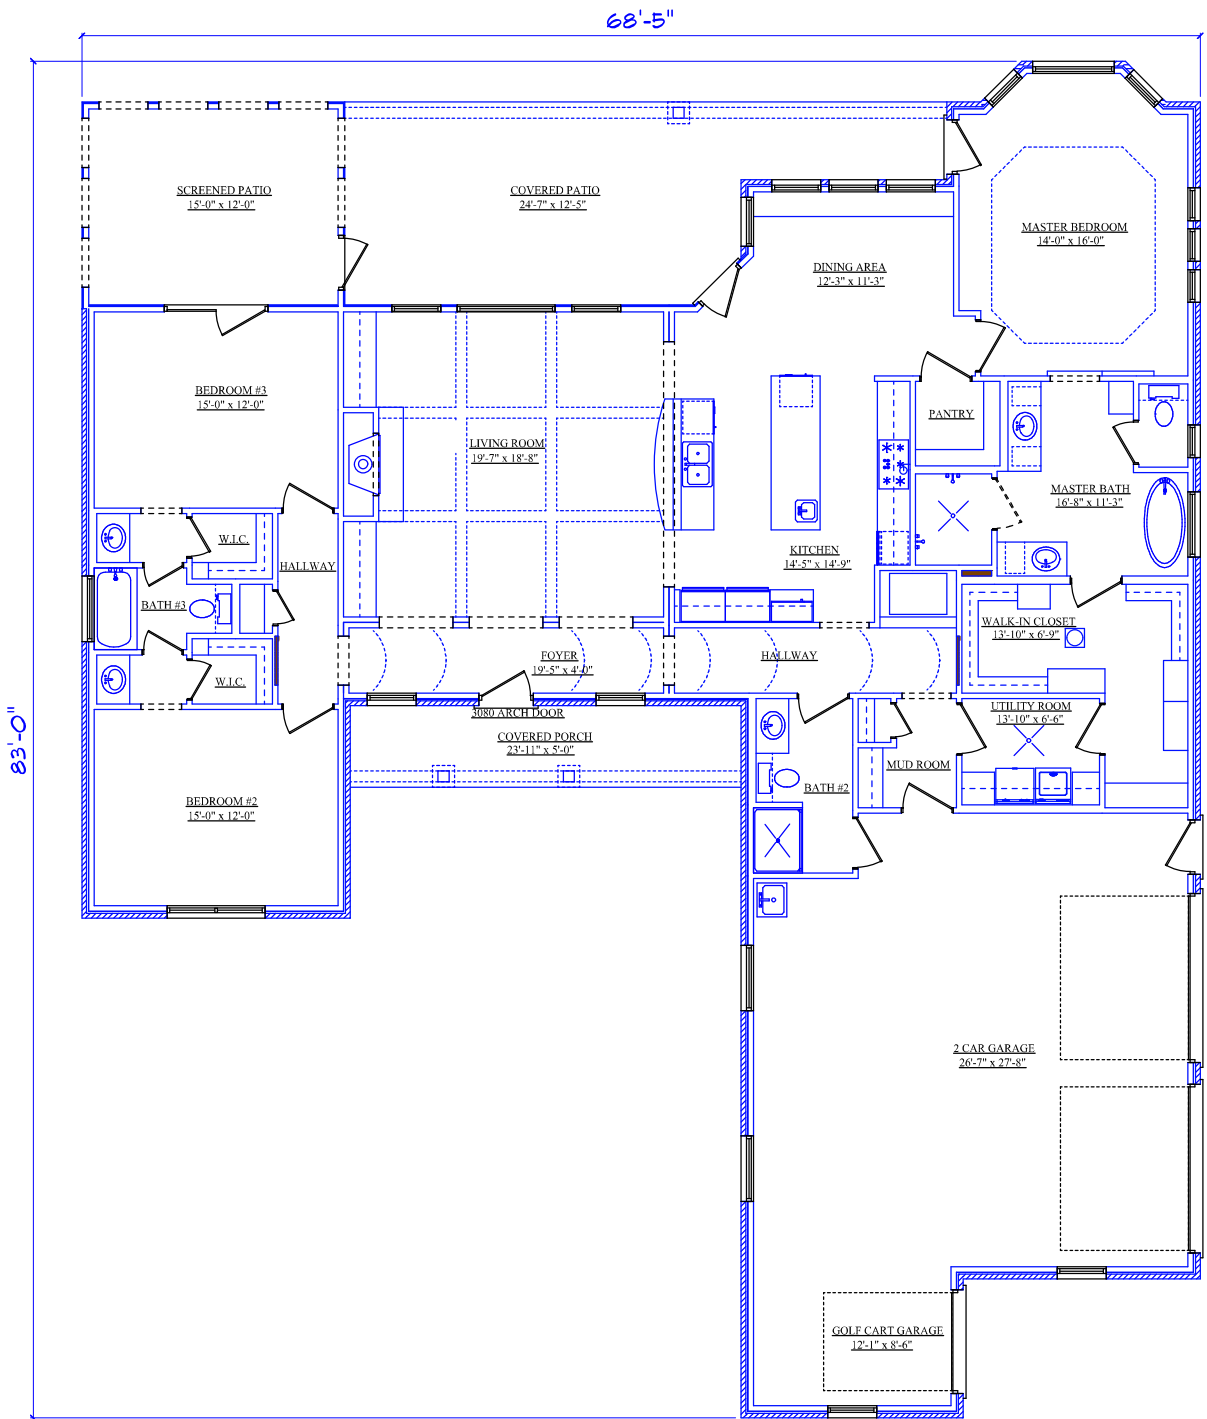 68'-5"
SCREENED PATIO
15'-0" x 12'-0"
COVERED PATIO
24'-7" x 12'-5"
MASTER BEDROOM
14'-0" x 16'-0"
DINING AREA
12'-3" x 11'-3"
BEDROOM #3
15'-0" x 12'-0"
PANTRY
LIVING ROOM
19'-7" x 18'-8"
MASTER BATH
16'-8" x 11'-3"
W.I.C.
KITCHEN
14'-5" x 14'-9"
HALLWAY
BATH #3
WALK-IN CLOSET
13'-10" x 6'-9"
FOYER
19'-5" x 4'-0"
HALLWAY
W.I.C.
3080 ARCH DOOR
UTILITY ROOM
13'-10" x 6'-6"
COVERED PORCH
23'-11" x 5'-0"
83'-0"
MUD ROOM
BATH #2
BEDROOM #2
15'-0" x 12'-0"
2 CAR GARAGE
26'-7" x 27'-8"
GOLF CART GARAGE
12'-1" x 8'-6"